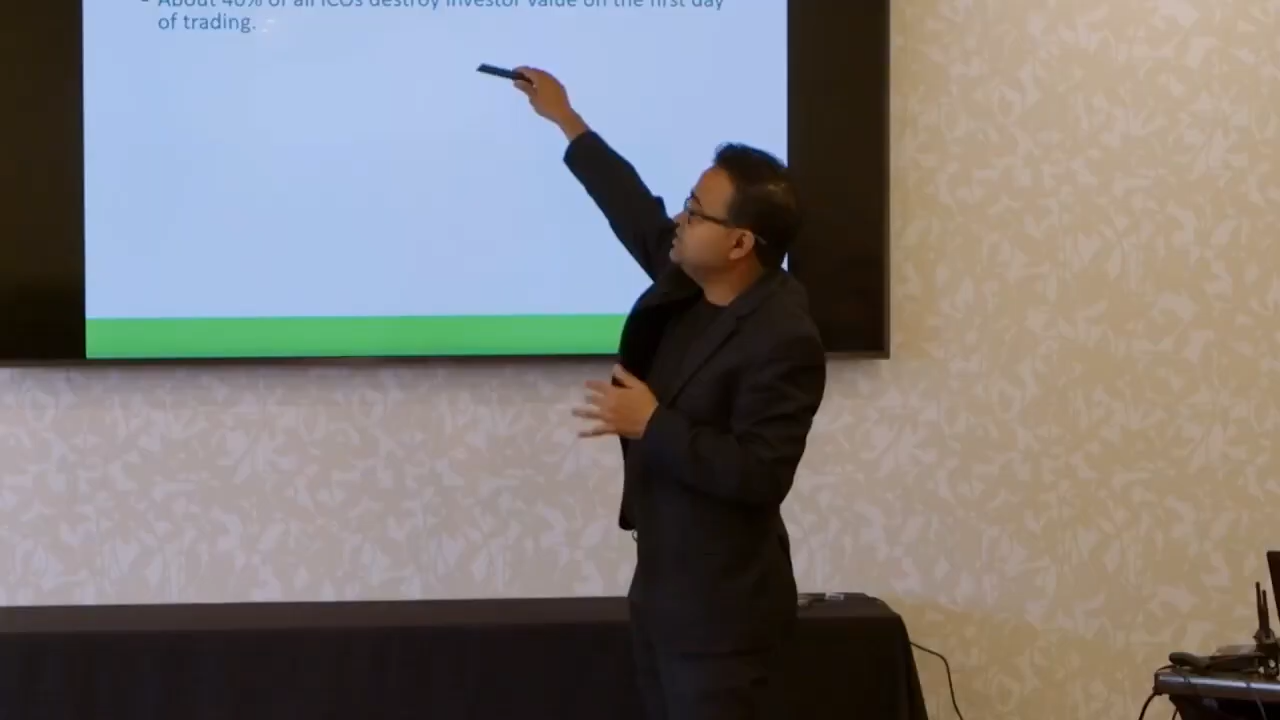 - About 40% of all ICOs destroy investor value on the first day
of trading.